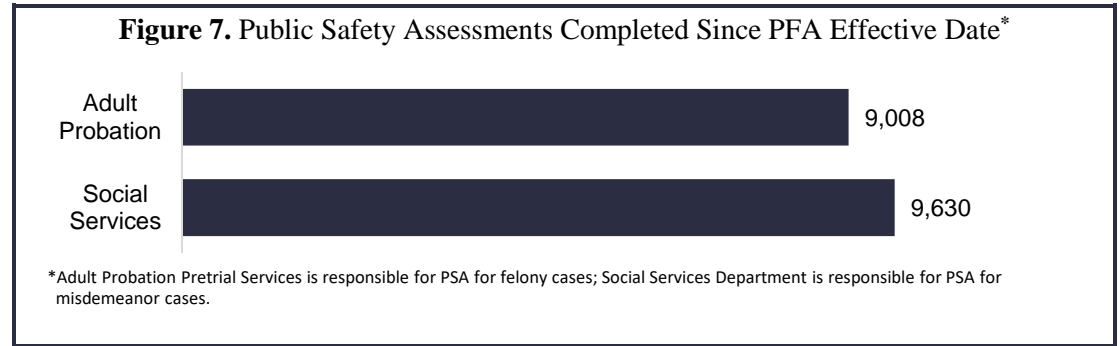 Figure 7. Public Safety Assessments Completed Since PFA Effective Date*
Adult
Probation
9,008
Social
Services
9,630
*Adult Probation Pretrial Services is responsible for PSA for felony cases; Social Services Department is responsible for PSA for
misdemeanor cases.